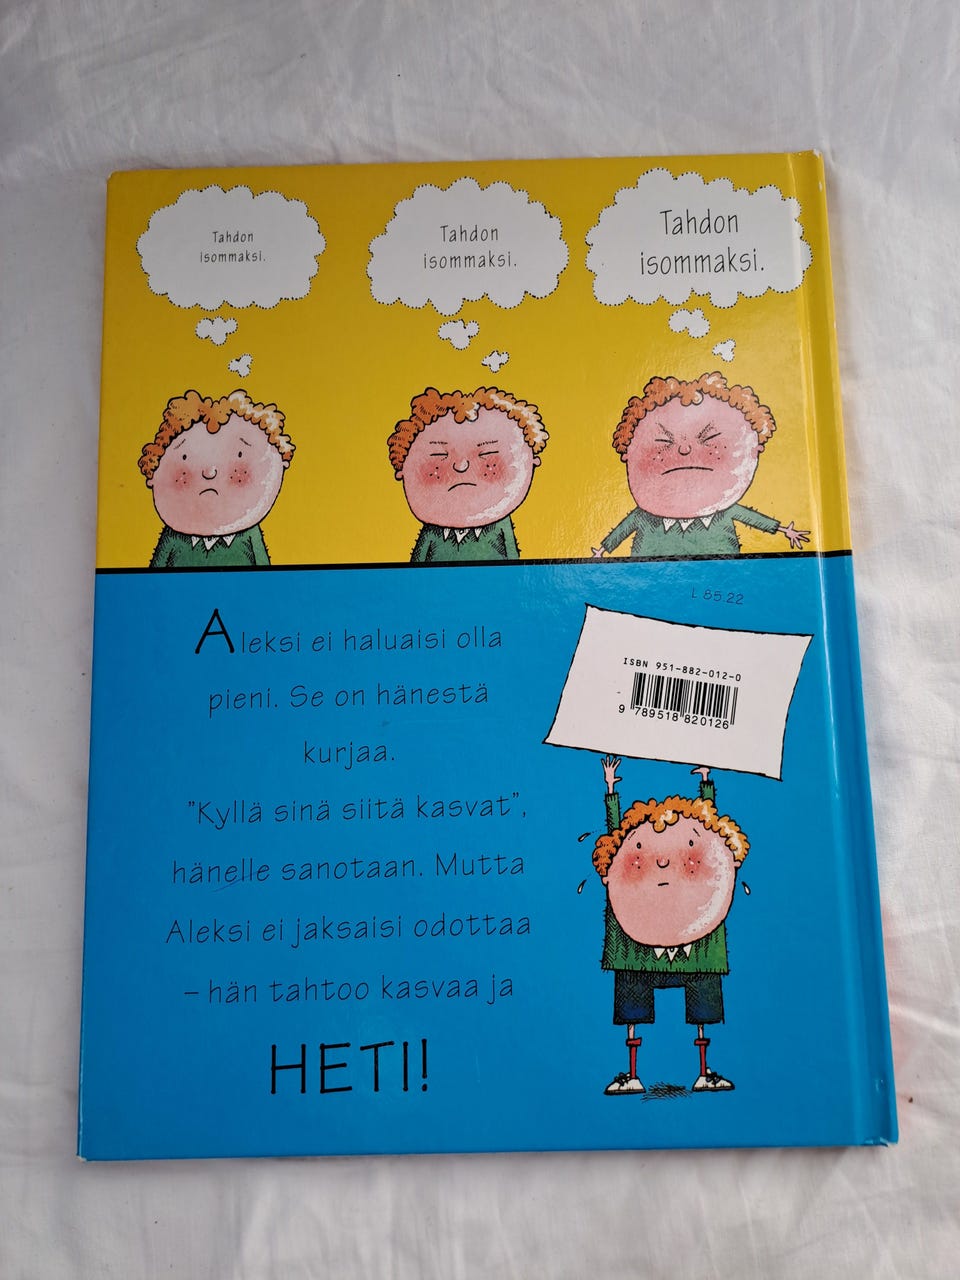 Tahdon
isommaksi.
Tahdon
isommaksi.
Tahdon
isommaksi.
L 85.22
Aleksi ei haluaisi olla
pieni. Se on hänestä
kurjaa.
"Kyllä sinä siitä kasvat",
hänelle sanotaan. Mutta
Aleksi ei jaksaisi odottaa
– hän tahtoo kasvaa ja
HETI!
ISBN 951-882-012-0
9 789518 820126